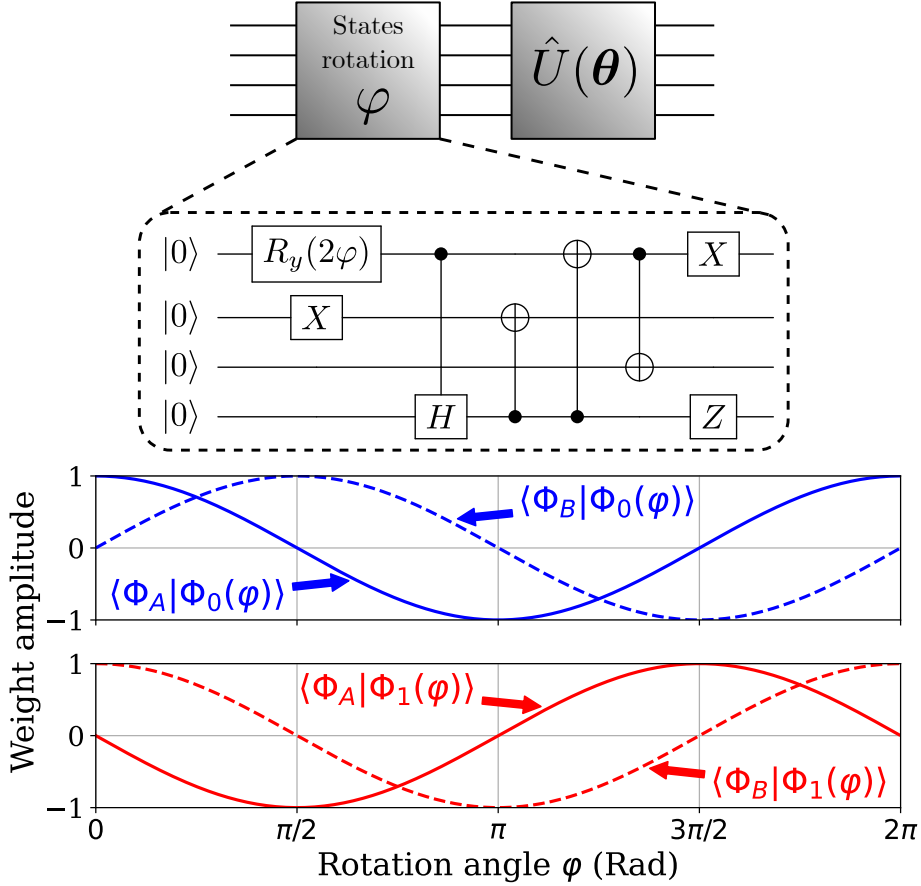 States
rotation
φ
Û(θ)
|0⟩ R_y(2φ) X
|0⟩ X
|0⟩
|0⟩ H Z
Weight amplitude
1
0
−1
⟨Φ_B|Φ_0(φ)⟩
⟨Φ_A|Φ_0(φ)⟩
1
0
−1
⟨Φ_A|Φ_1(φ)⟩
⟨Φ_B|Φ_1(φ)⟩
0 π/2 π 3π/2 2π
Rotation angle φ (Rad)